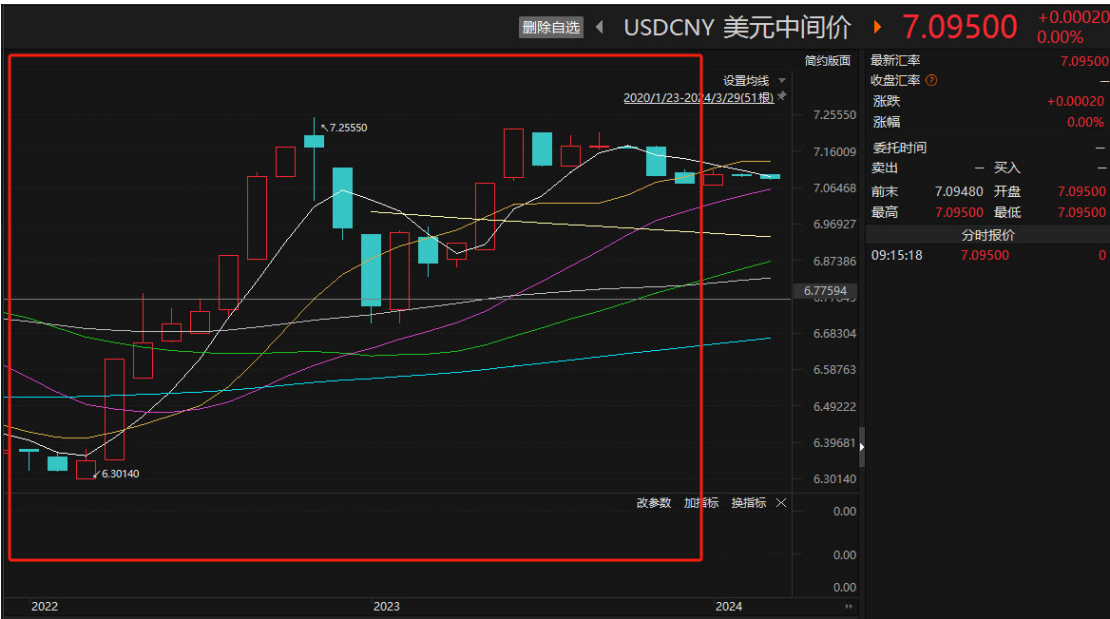 删除自选 USDCNY 美元中间价 7.09500 +0.00020
0.00%
简约版面
设置均线
2020/1/23-2024/3/29(51根)
7.25550
6.30140
7.25550
7.16009
7.06468
6.96927
6.87386
6.77594
6.68304
6.58763
6.49222
6.39681
6.30140
改参数 加指标 换指标
0.00
0.00
0.00
2022 2023 2024
最新汇率 7.09500
收盘汇率 ? —
涨跌 +0.00020
涨幅 0.00%
委托时间 —
卖出 — 买入 —
前末 7.09480 开盘 7.09500
最高 7.09500 最低 7.09500
分时报价
09:15:18 7.09500 0